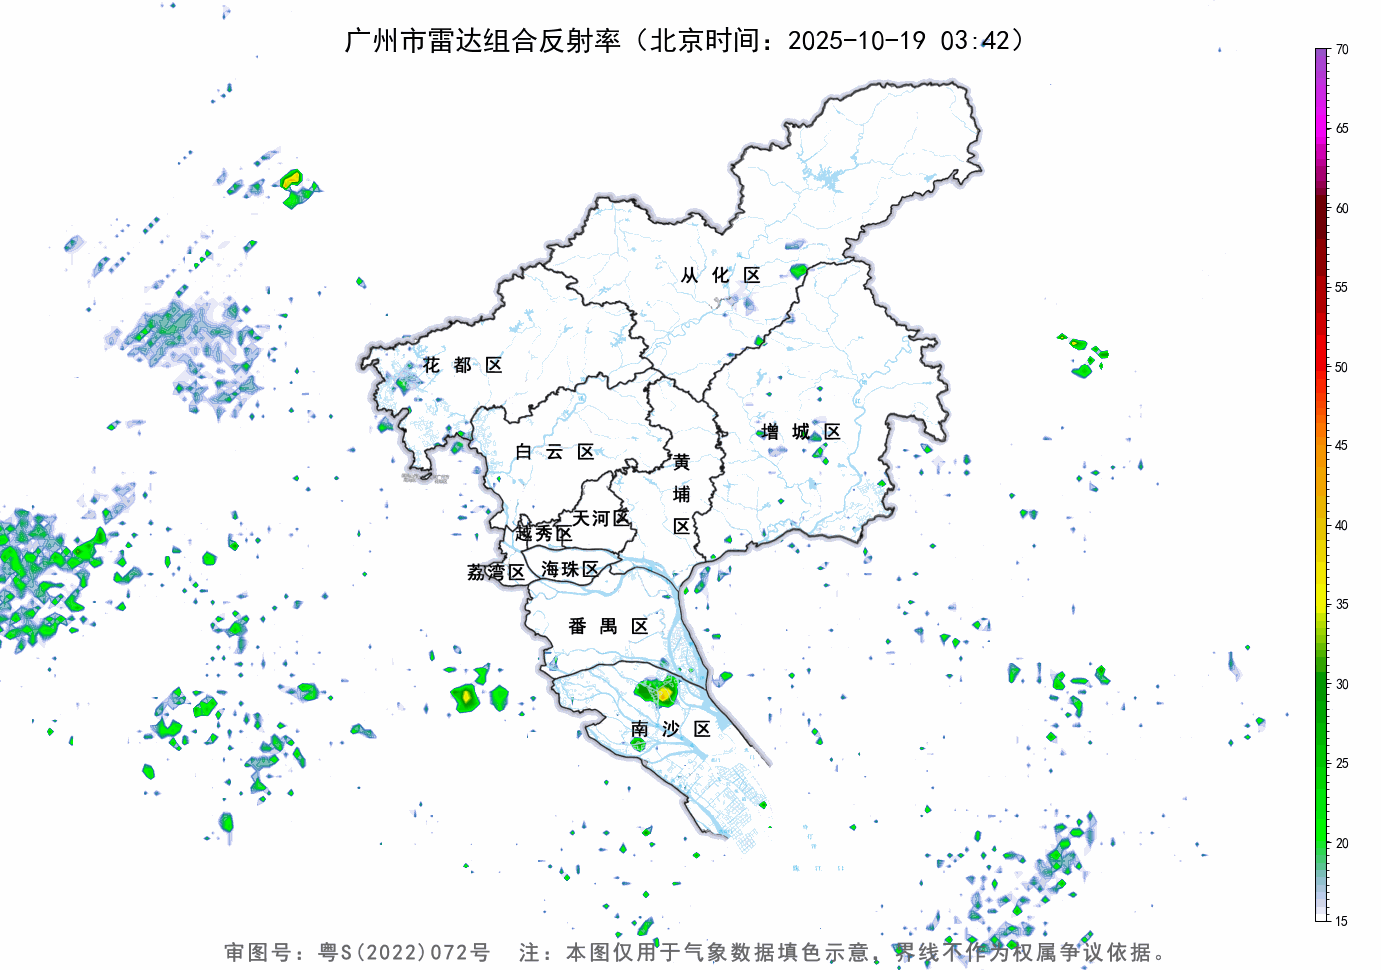 广州市雷达组合反射率（北京时间：2025-10-19 03:42）
70
65
60
55
50
45
40
35
30
25
20
15
从化区
花都区
增城区
白云区
黄埔区
天河区
越秀区
荔湾区
海珠区
番禺区
南沙区
审图号：粤S(2022)072号 注：本图仅用于气象数据填色示意，界线不作为权属争议依据。